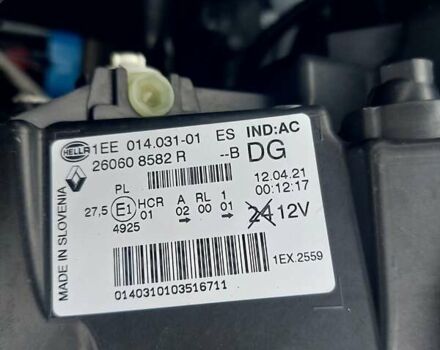 HELLA 1EE 014.031-01 ES IND:AC
26060 8582 R --B DG
12.04.21
00:12:17
PL
27,5 E1 HCR A RL 1
01 02 00 01 24 12V
4925
MADE IN SLOVENIA
1EX.2559
0140310103516711